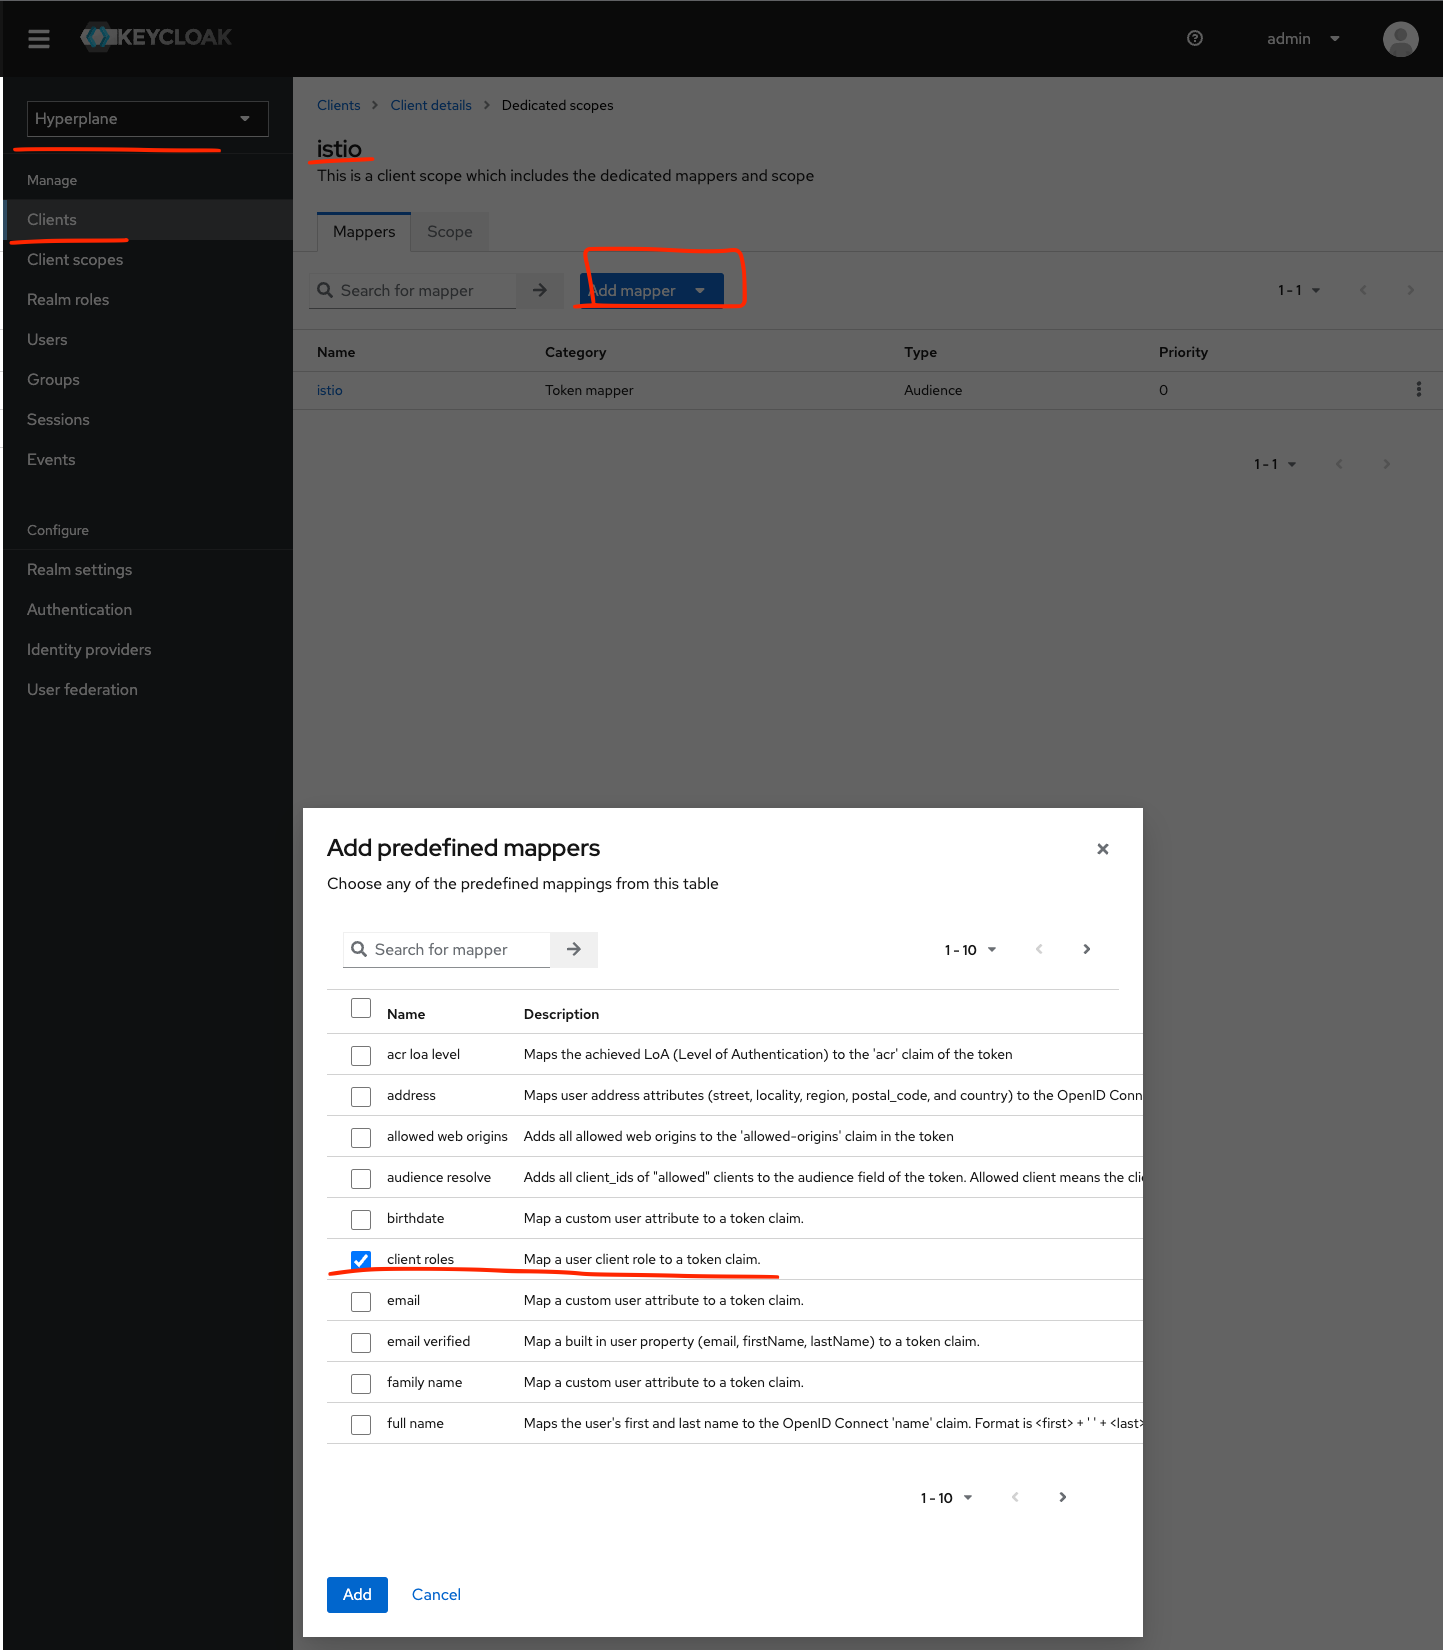 KEYCLOAK
admin
Hyperplane
Manage
Clients
Client scopes
Realm roles
Users
Groups
Sessions
Events
Configure
Realm settings
Authentication
Identity providers
User federation
Clients > Client details > Dedicated scopes
istio
This is a client scope which includes the dedicated mappers and scope
Mappers Scope
Search for mapper Add mapper 1 - 1
Name Category Type Priority
istio Token mapper Audience 0
1 - 1
Add predefined mappers
Choose any of the predefined mappings from this table
Search for mapper 1 - 10
Name Description
acr loa level Maps the achieved LoA (Level of Authentication) to the 'acr' claim of the token
address Maps user address attributes (street, locality, region, postal_code, and country) to the OpenID Conn
allowed web origins Adds all allowed web origins to the 'allowed-origins' claim in the token
audience resolve Adds all client_ids of "allowed" clients to the audience field of the token. Allowed client means the cli
birthdate Map a custom user attribute to a token claim.
client roles Map a user client role to a token claim.
email Map a custom user attribute to a token claim.
email verified Map a built in user property (email, firstName, lastName) to a token claim.
family name Map a custom user attribute to a token claim.
full name Maps the user's first and last name to the OpenID Connect 'name' claim. Format is <first> + ' ' + <last>
1 - 10
Add Cancel